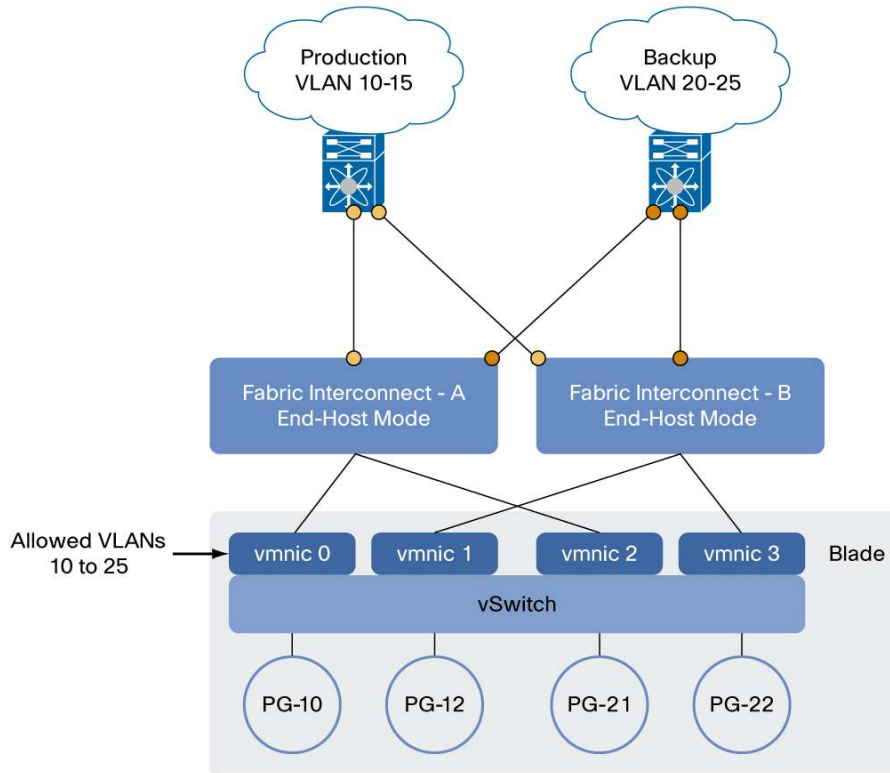 Production
VLAN 10-15
Backup
VLAN 20-25
Fabric Interconnect - A
End-Host Mode
Fabric Interconnect - B
End-Host Mode
Allowed VLANs
10 to 25
vmnic 0
vmnic 1
vmnic 2
vmnic 3
Blade
vSwitch
PG-10
PG-12
PG-21
PG-22